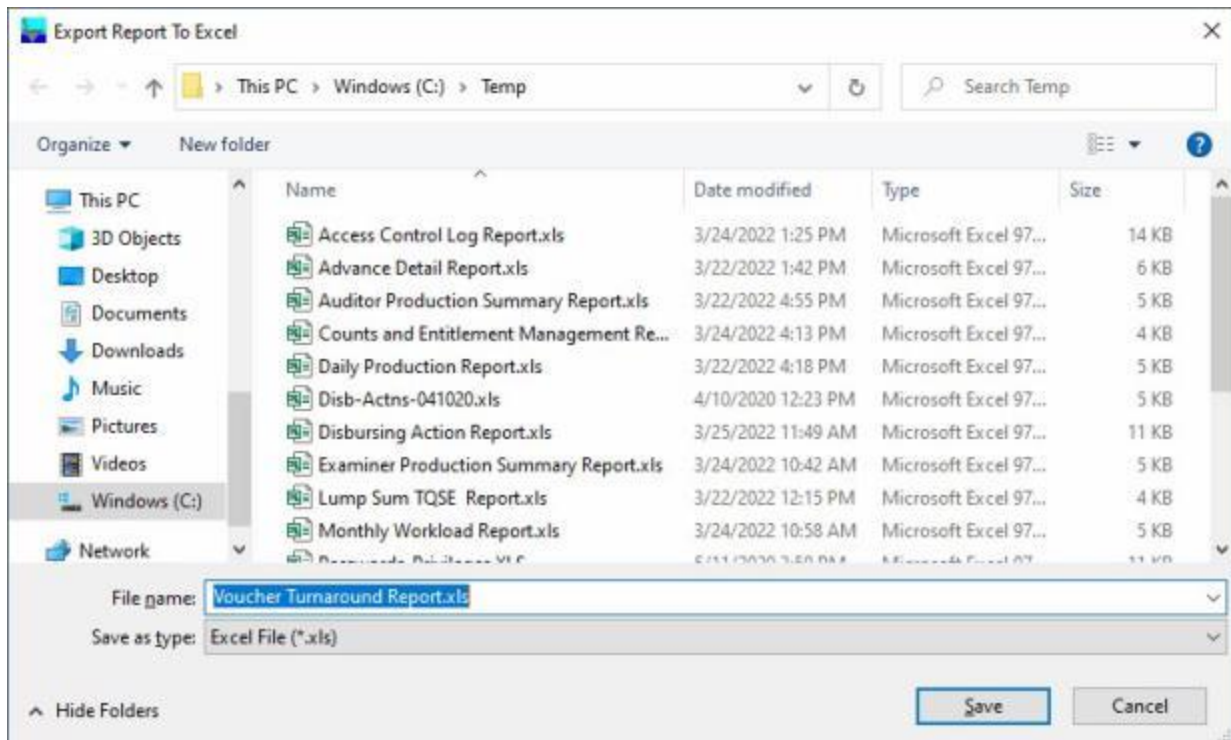 Export Report To Excel
This PC > Windows (C:) > Temp
Search Temp
Organize
New folder
Name Date modified Type Size
This PC
3D Objects
Desktop
Documents
Downloads
Music
Pictures
Videos
Windows (C:)
Network
Access Control Log Report.xls 3/24/2022 1:25 PM Microsoft Excel 97... 14 KB
Advance Detail Report.xls 3/22/2022 1:42 PM Microsoft Excel 97... 6 KB
Auditor Production Summary Report.xls 3/22/2022 4:55 PM Microsoft Excel 97... 5 KB
Counts and Entitlement Management Re... 3/24/2022 4:13 PM Microsoft Excel 97... 4 KB
Daily Production Report.xls 3/22/2022 4:18 PM Microsoft Excel 97... 5 KB
Disb-Actns-041020.xls 4/10/2020 12:23 PM Microsoft Excel 97... 5 KB
Disbursing Action Report.xls 3/25/2022 11:49 AM Microsoft Excel 97... 11 KB
Examiner Production Summary Report.xls 3/24/2022 10:42 AM Microsoft Excel 97... 5 KB
Lump Sum TQSE  Report.xls 3/22/2022 12:15 PM Microsoft Excel 97... 4 KB
Monthly Workload Report.xls 3/24/2022 10:58 AM Microsoft Excel 97... 5 KB
File name: Voucher Turnaround Report.xls
Save as type: Excel File (*.xls)
Hide Folders
Save
Cancel